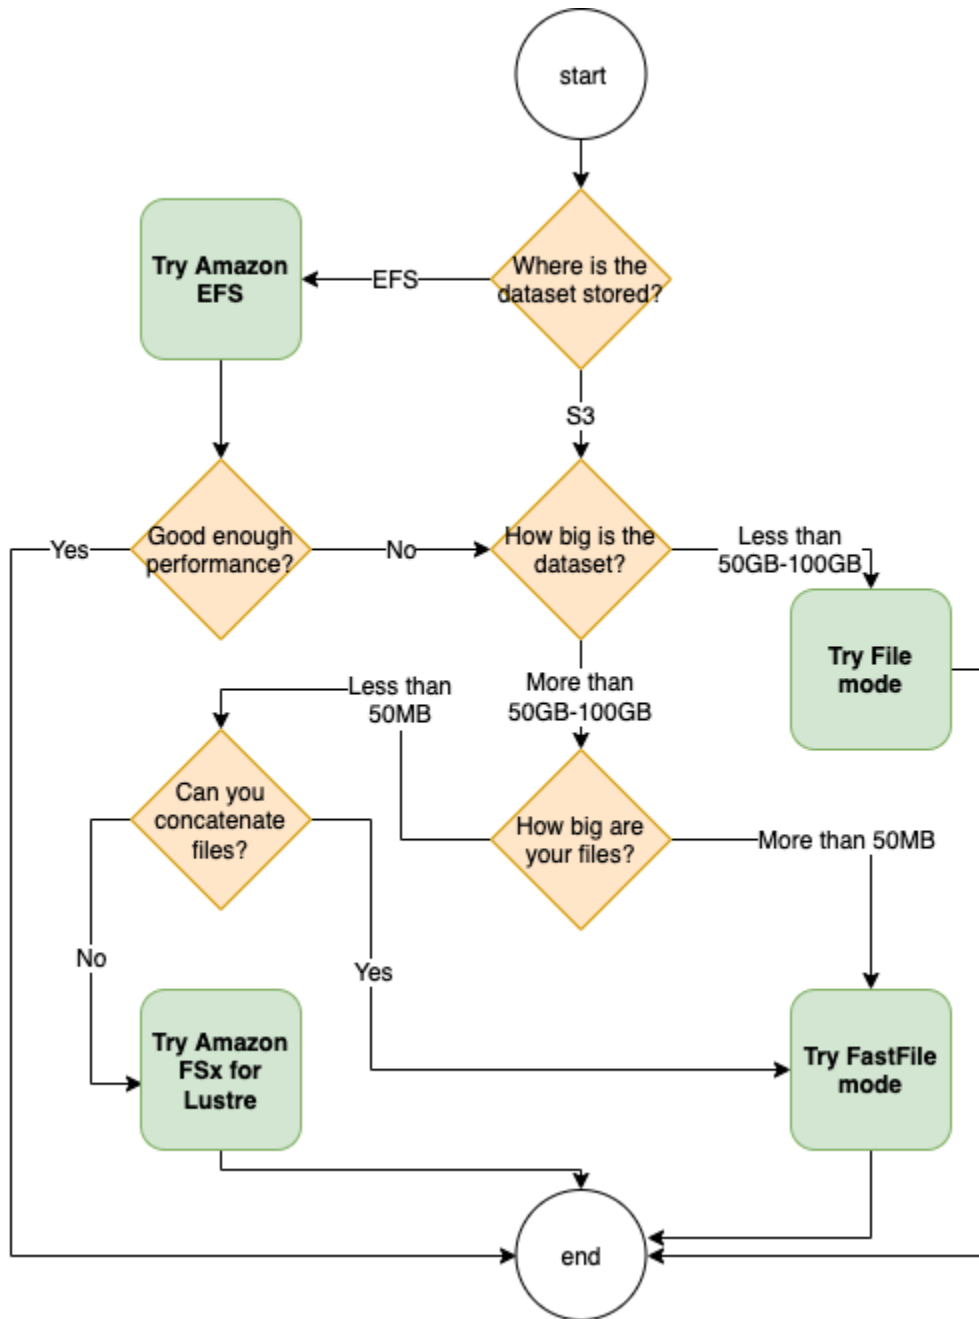 start
Where is the
dataset stored?
EFS
Try Amazon
EFS
S3
Good enough
performance?
Yes
No
How big is the
dataset?
Less than
50GB-100GB
Try File
mode
More than
50GB-100GB
Less than
50MB
How big are
your files?
More than 50MB
Can you
concatenate
files?
No
Yes
Try Amazon
FSx for
Lustre
Try FastFile
mode
end